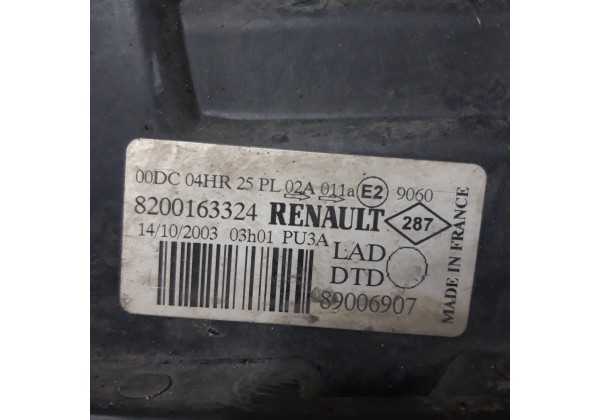 00DC 04HR 25 PL 02A 011a E2 9060
8200163324 RENAULT 287
14/10/2003 03h01 PU3A
LAD
DTD
89006907
MADE IN FRANCE